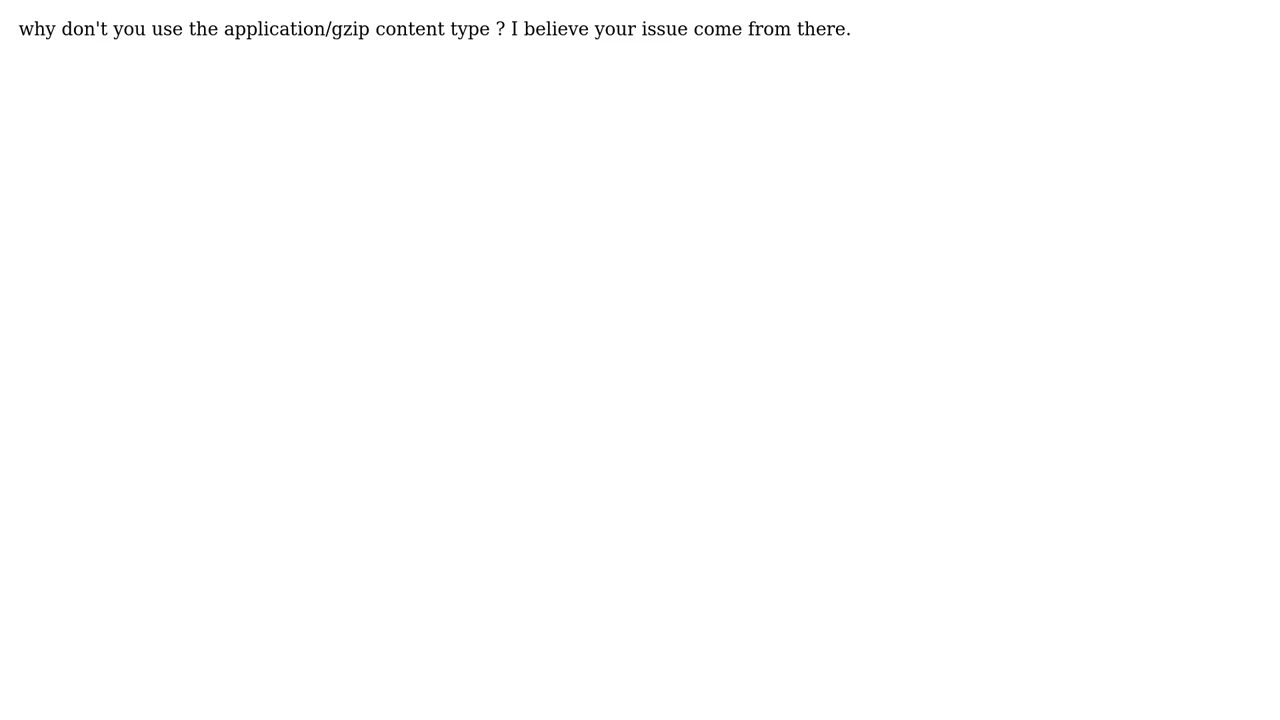 why don't you use the application/gzip content type ? I believe your issue come from there.